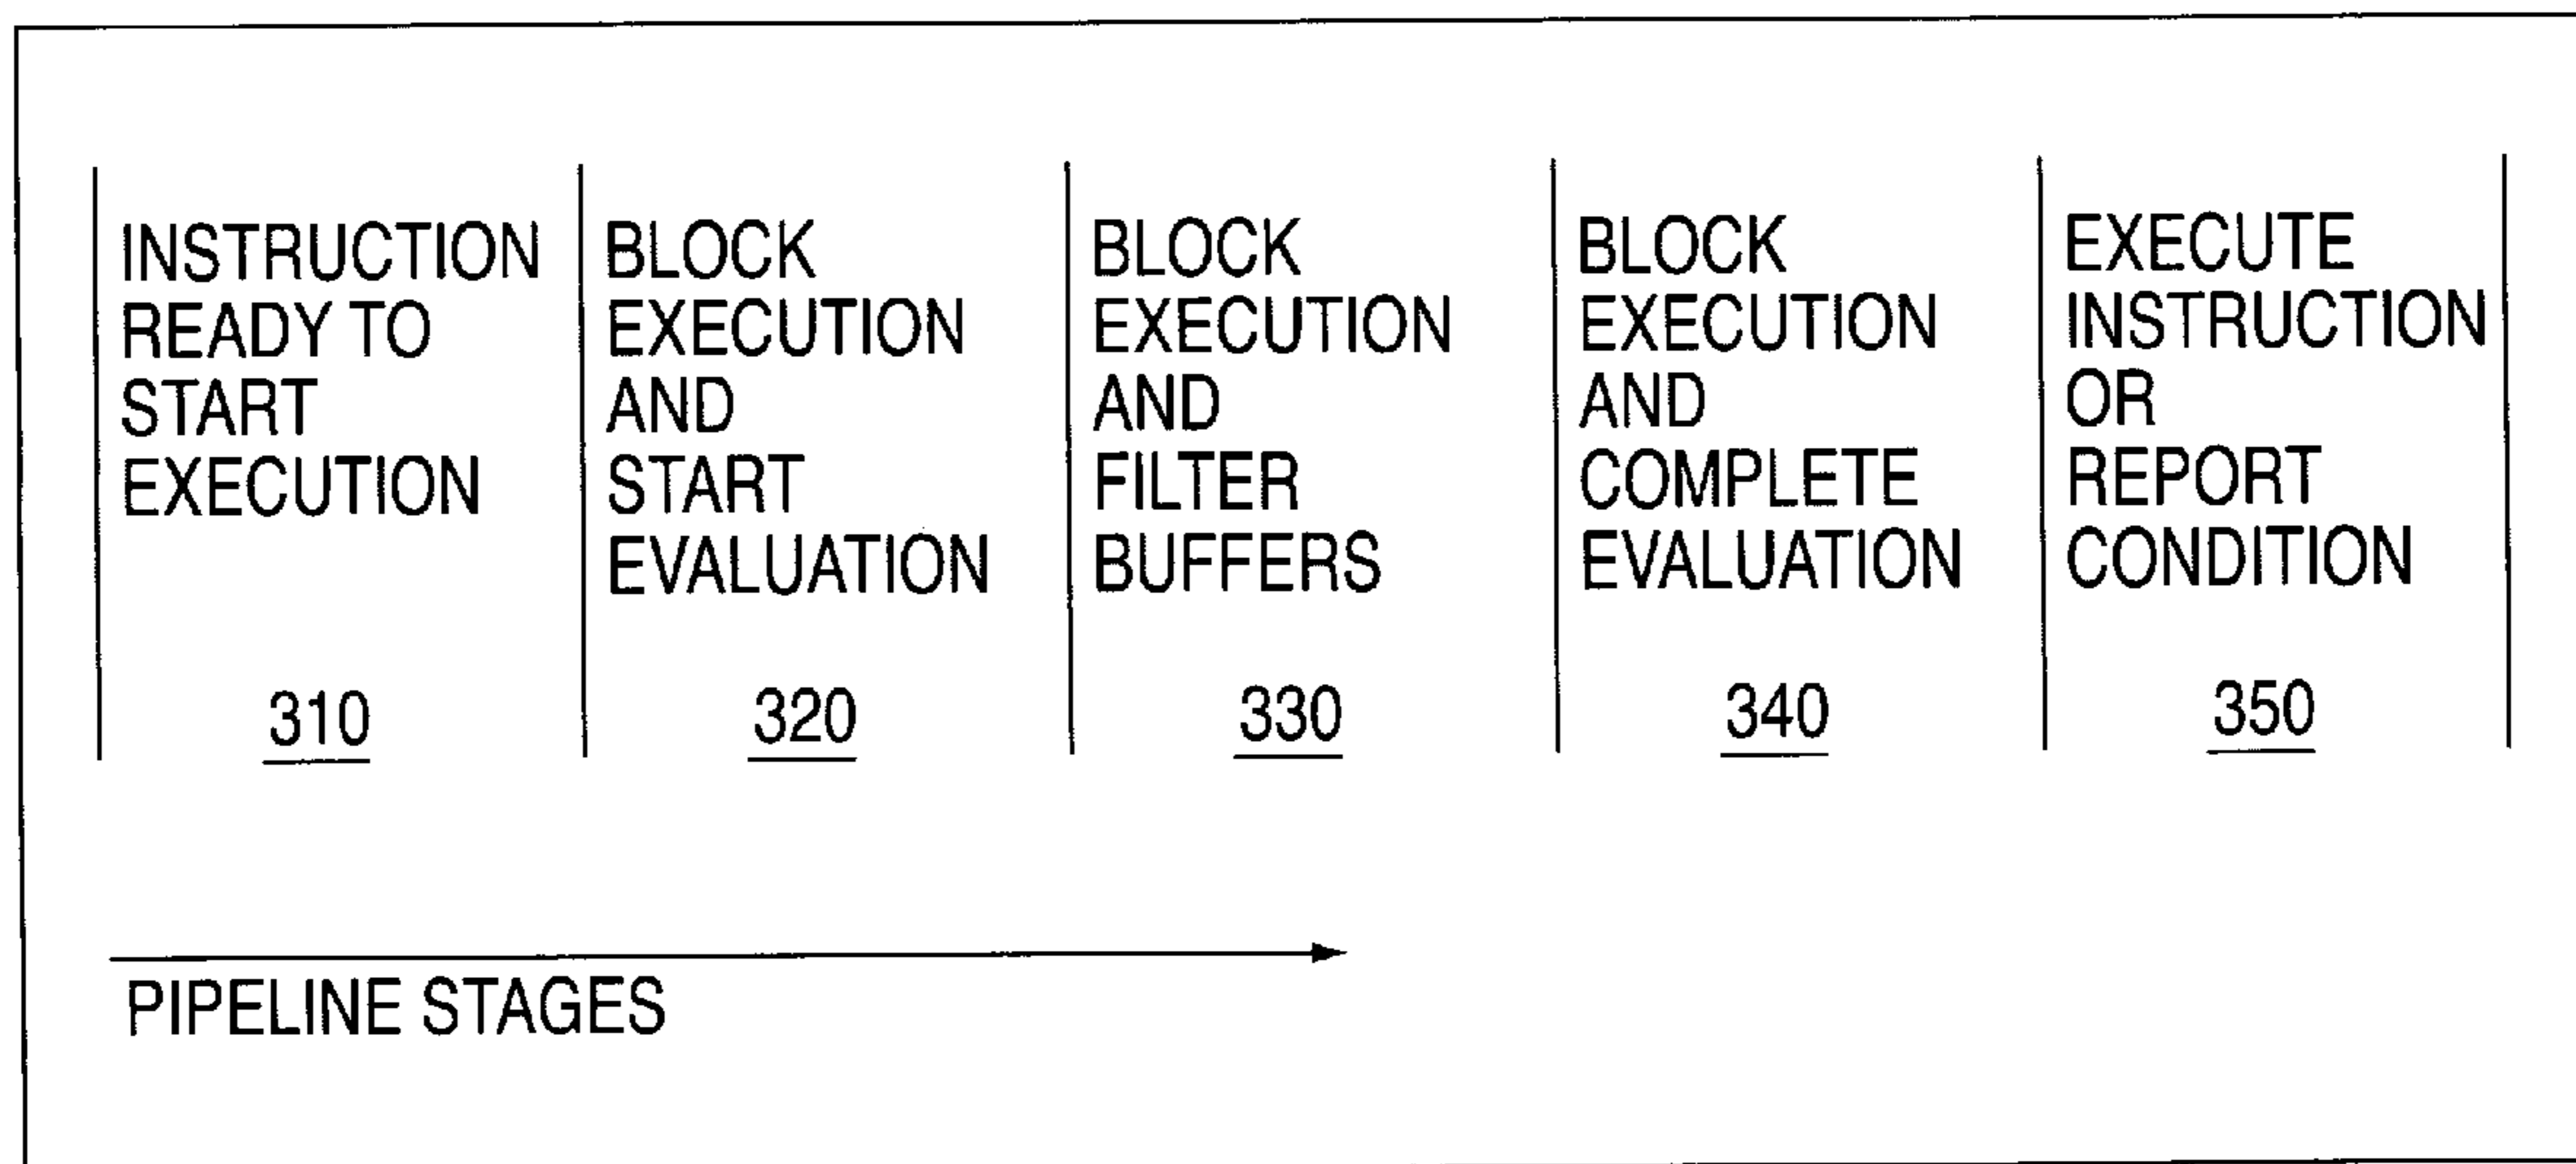 INSTRUCTION
READY TO
START
EXECUTION
310
BLOCK
EXECUTION
AND
START
EVALUATION
320
BLOCK
EXECUTION
AND
FILTER
BUFFERS
330
BLOCK
EXECUTION
AND
COMPLETE
EVALUATION
340
EXECUTE
INSTRUCTION
OR
REPORT
CONDITION
350
PIPELINE STAGES